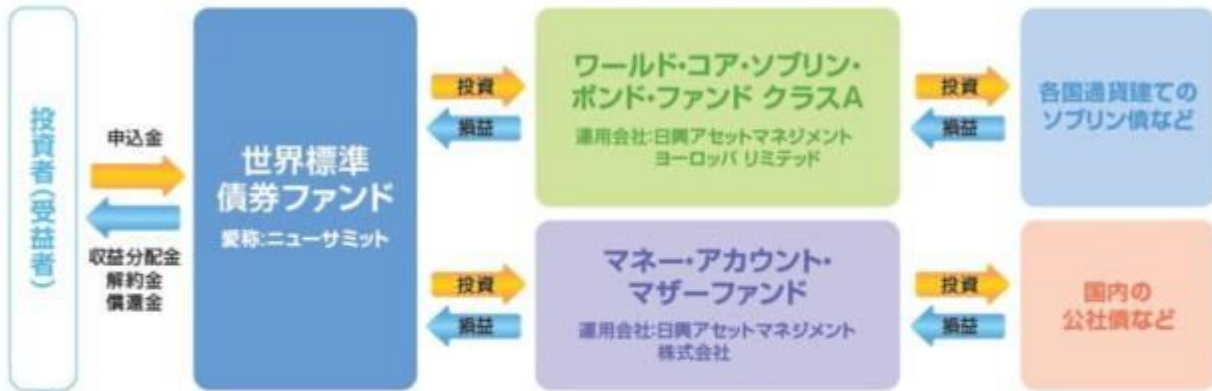 投資者(受益者)
申込金
収益分配金
解約金
償還金
世界標準
債券ファンド
愛称:ニューサミット
投資
損益
ワールド・コア・ソブリン・
ボンド・ファンド クラスA
運用会社:日興アセットマネジメント
ヨーロッパ リミテッド
投資
損益
各国通貨建ての
ソブリン債など
投資
損益
マネー・アカウント・
マザーファンド
運用会社:日興アセットマネジメント
株式会社
投資
損益
国内の
公社債など